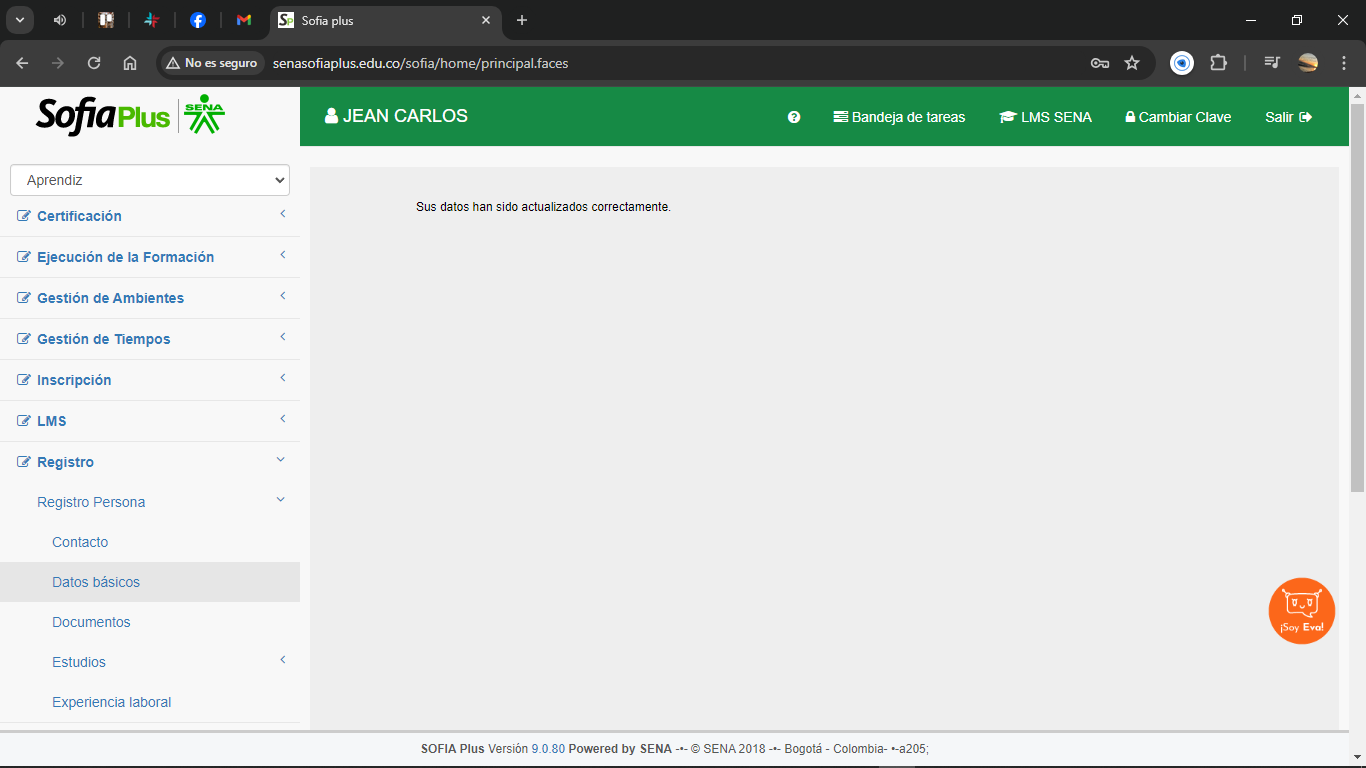 Sofia plus
No es seguro
senasofiaplus.edu.co/sofia/home/principal.faces
SofiaPlus
SENA
JEAN CARLOS
Bandeja de tareas
LMS SENA
Cambiar Clave
Salir
Aprendiz
Certificación
Ejecución de la Formación
Gestión de Ambientes
Gestión de Tiempos
Inscripción
LMS
Registro
Registro Persona
Contacto
Datos básicos
Documentos
Estudios
Experiencia laboral
Sus datos han sido actualizados correctamente.
¡Soy Eva!
SOFIA Plus Versión 9.0.80 Powered by SENA -•- © SENA 2018 -•- Bogotá - Colombia- •-a205;